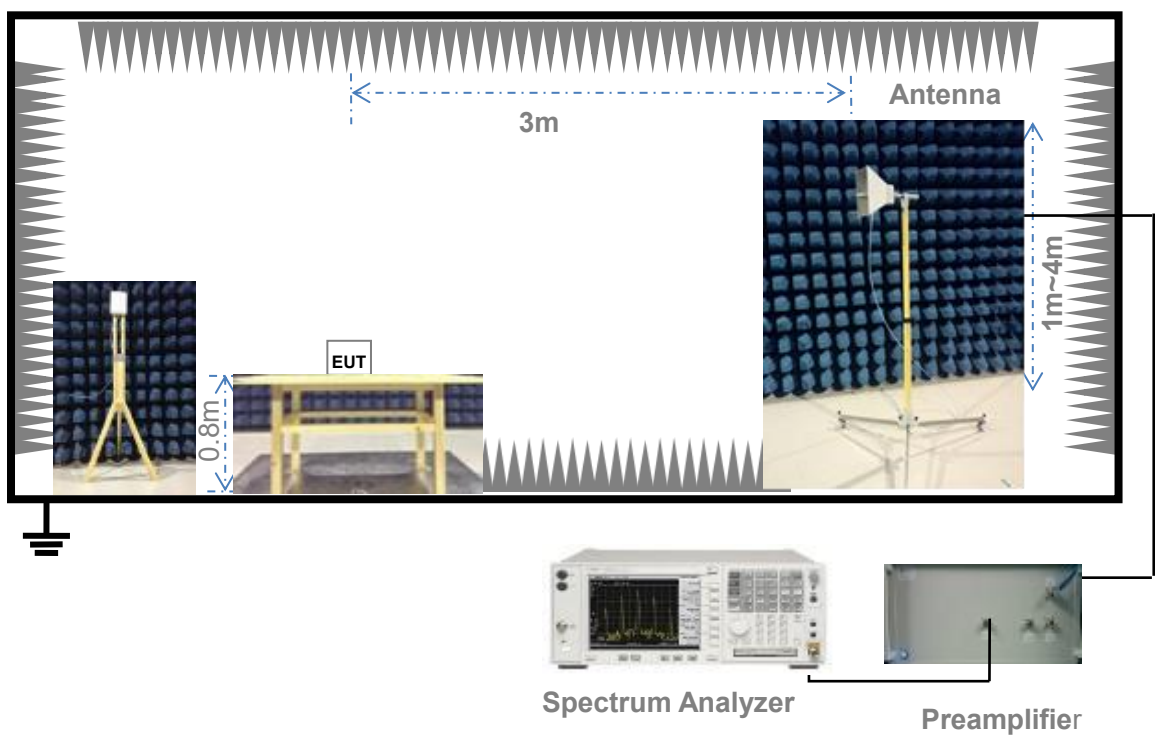 Antenna
3m
1m~4m
EUT
0.8m
Spectrum Analyzer
Preamplifier